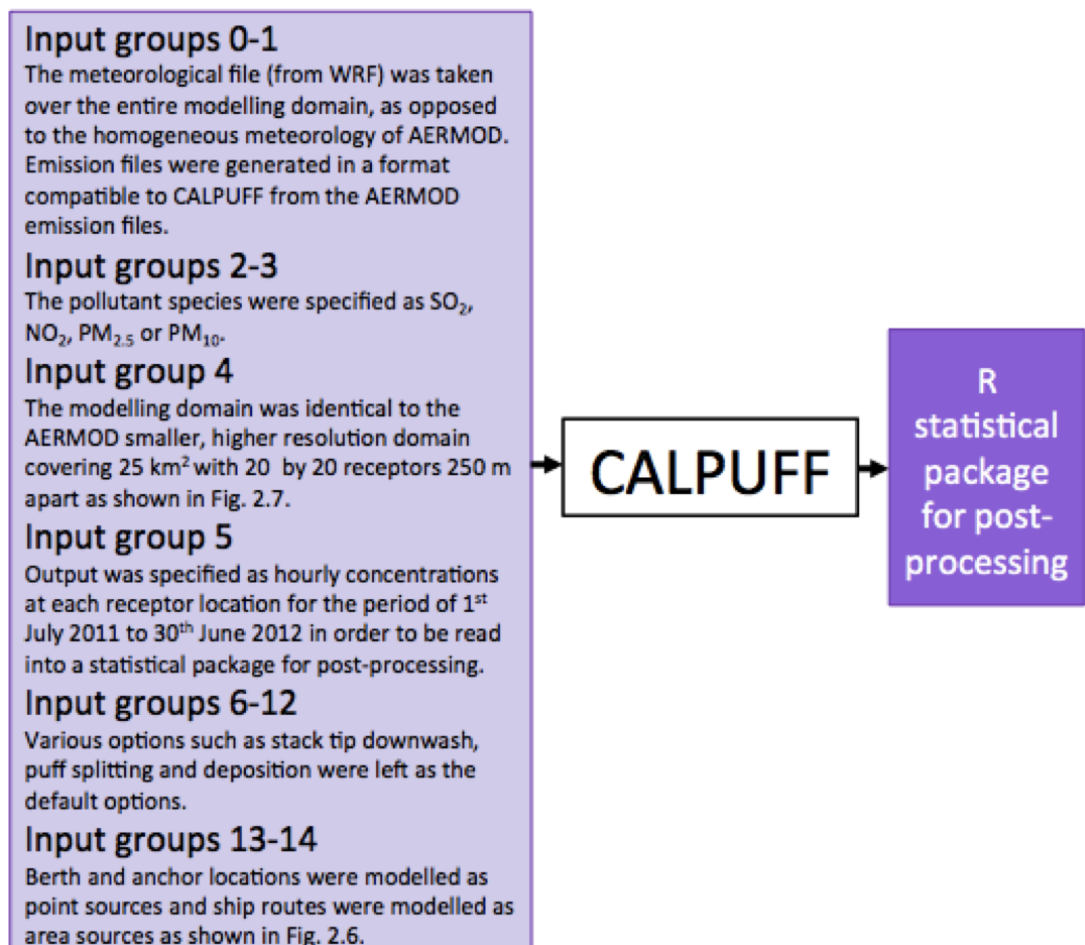 Input groups 0-1
The meteorological file (from WRF) was taken
over the entire modelling domain, as opposed
to the homogeneous meteorology of AERMOD.
Emission files were generated in a format
compatible to CALPUFF from the AERMOD
emission files.
Input groups 2-3
The pollutant species were specified as SO₂,
NO₂, PM₂.₅ or PM₁₀.
Input group 4
The modelling domain was identical to the
AERMOD smaller, higher resolution domain
covering 25 km² with 20 by 20 receptors 250 m
apart as shown in Fig. 2.7.
Input group 5
Output was specified as hourly concentrations
at each receptor location for the period of 1ˢᵗ
July 2011 to 30ᵗʰ June 2012 in order to be read
into a statistical package for post-processing.
Input groups 6-12
Various options such as stack tip downwash,
puff splitting and deposition were left as the
default options.
Input groups 13-14
Berth and anchor locations were modelled as
point sources and ship routes were modelled as
area sources as shown in Fig. 2.6.
CALPUFF
R
statistical
package
for post-
processing